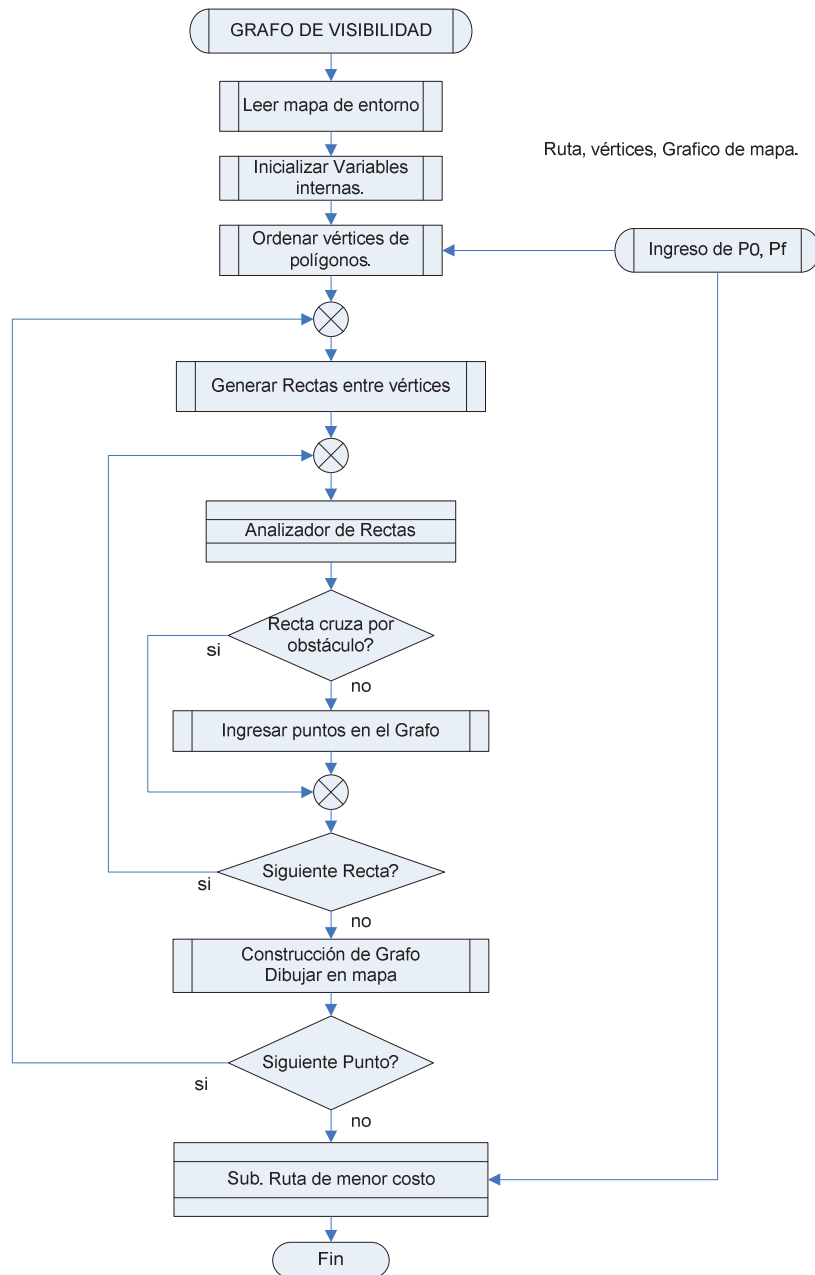 GRAFO DE VISIBILIDAD
Leer mapa de entorno
Ruta, vértices, Grafico de mapa.
Inicializar Variables
internas.
Ordenar vértices de
polígonos.
Ingreso de P0, Pf
Generar Rectas entre vértices
Analizador de Rectas
Recta cruza por
obstáculo?
si
no
Ingresar puntos en el Grafo
Siguiente Recta?
si
no
Construcción de Grafo
Dibujar en mapa
Siguiente Punto?
si
no
Sub. Ruta de menor costo
Fin